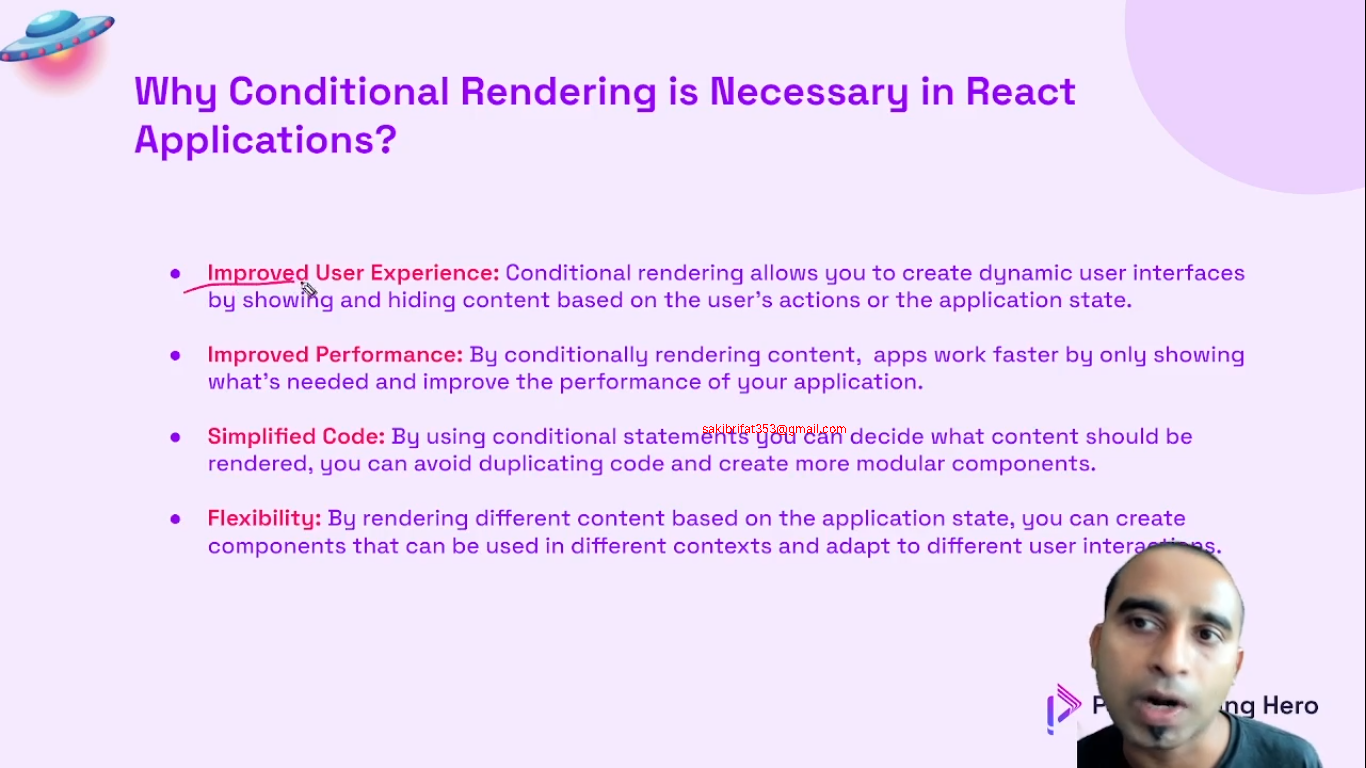 Why Conditional Rendering is Necessary in React
Applications?
● Improved User Experience: Conditional rendering allows you to create dynamic user interfaces
by showing and hiding content based on the user's actions or the application state.
● Improved Performance: By conditionally rendering content,  apps work faster by only showing
what's needed and improve the performance of your application.
sakibrifat353@gmail.com
● Simplified Code: By using conditional statements you can decide what content should be
rendered, you can avoid duplicating code and create more modular components.
● Flexibility: By rendering different content based on the application state, you can create
components that can be used in different contexts and adapt to different user interactions.
Hero